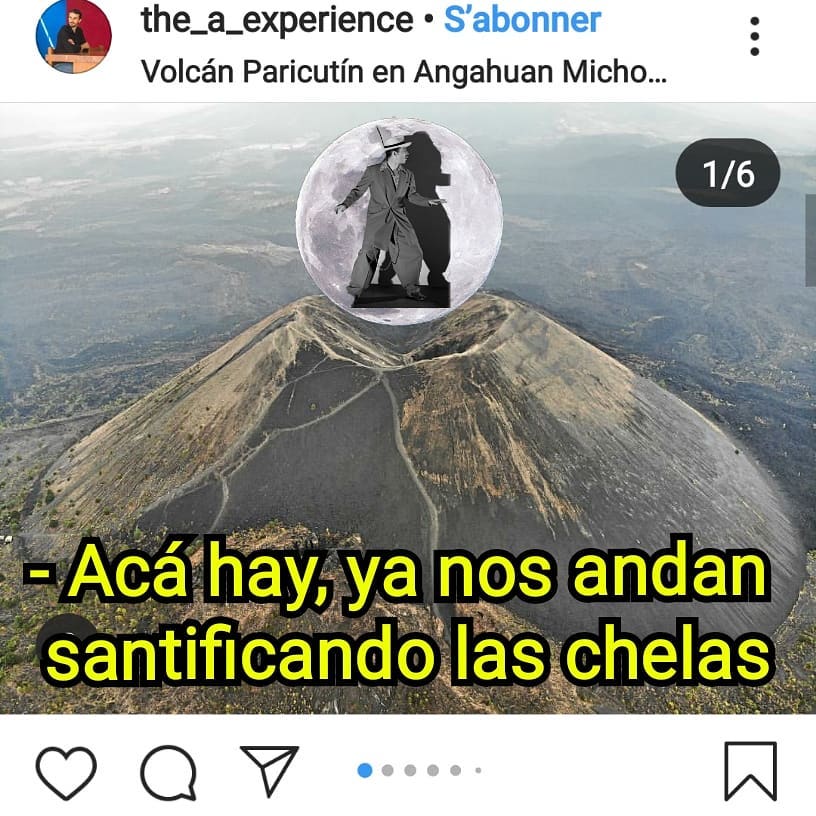 the_a_experience • S'abonner
Volcán Paricutín en Angahuan Micho...
1/6
- Acá hay, ya nos andan
santificando las chelas